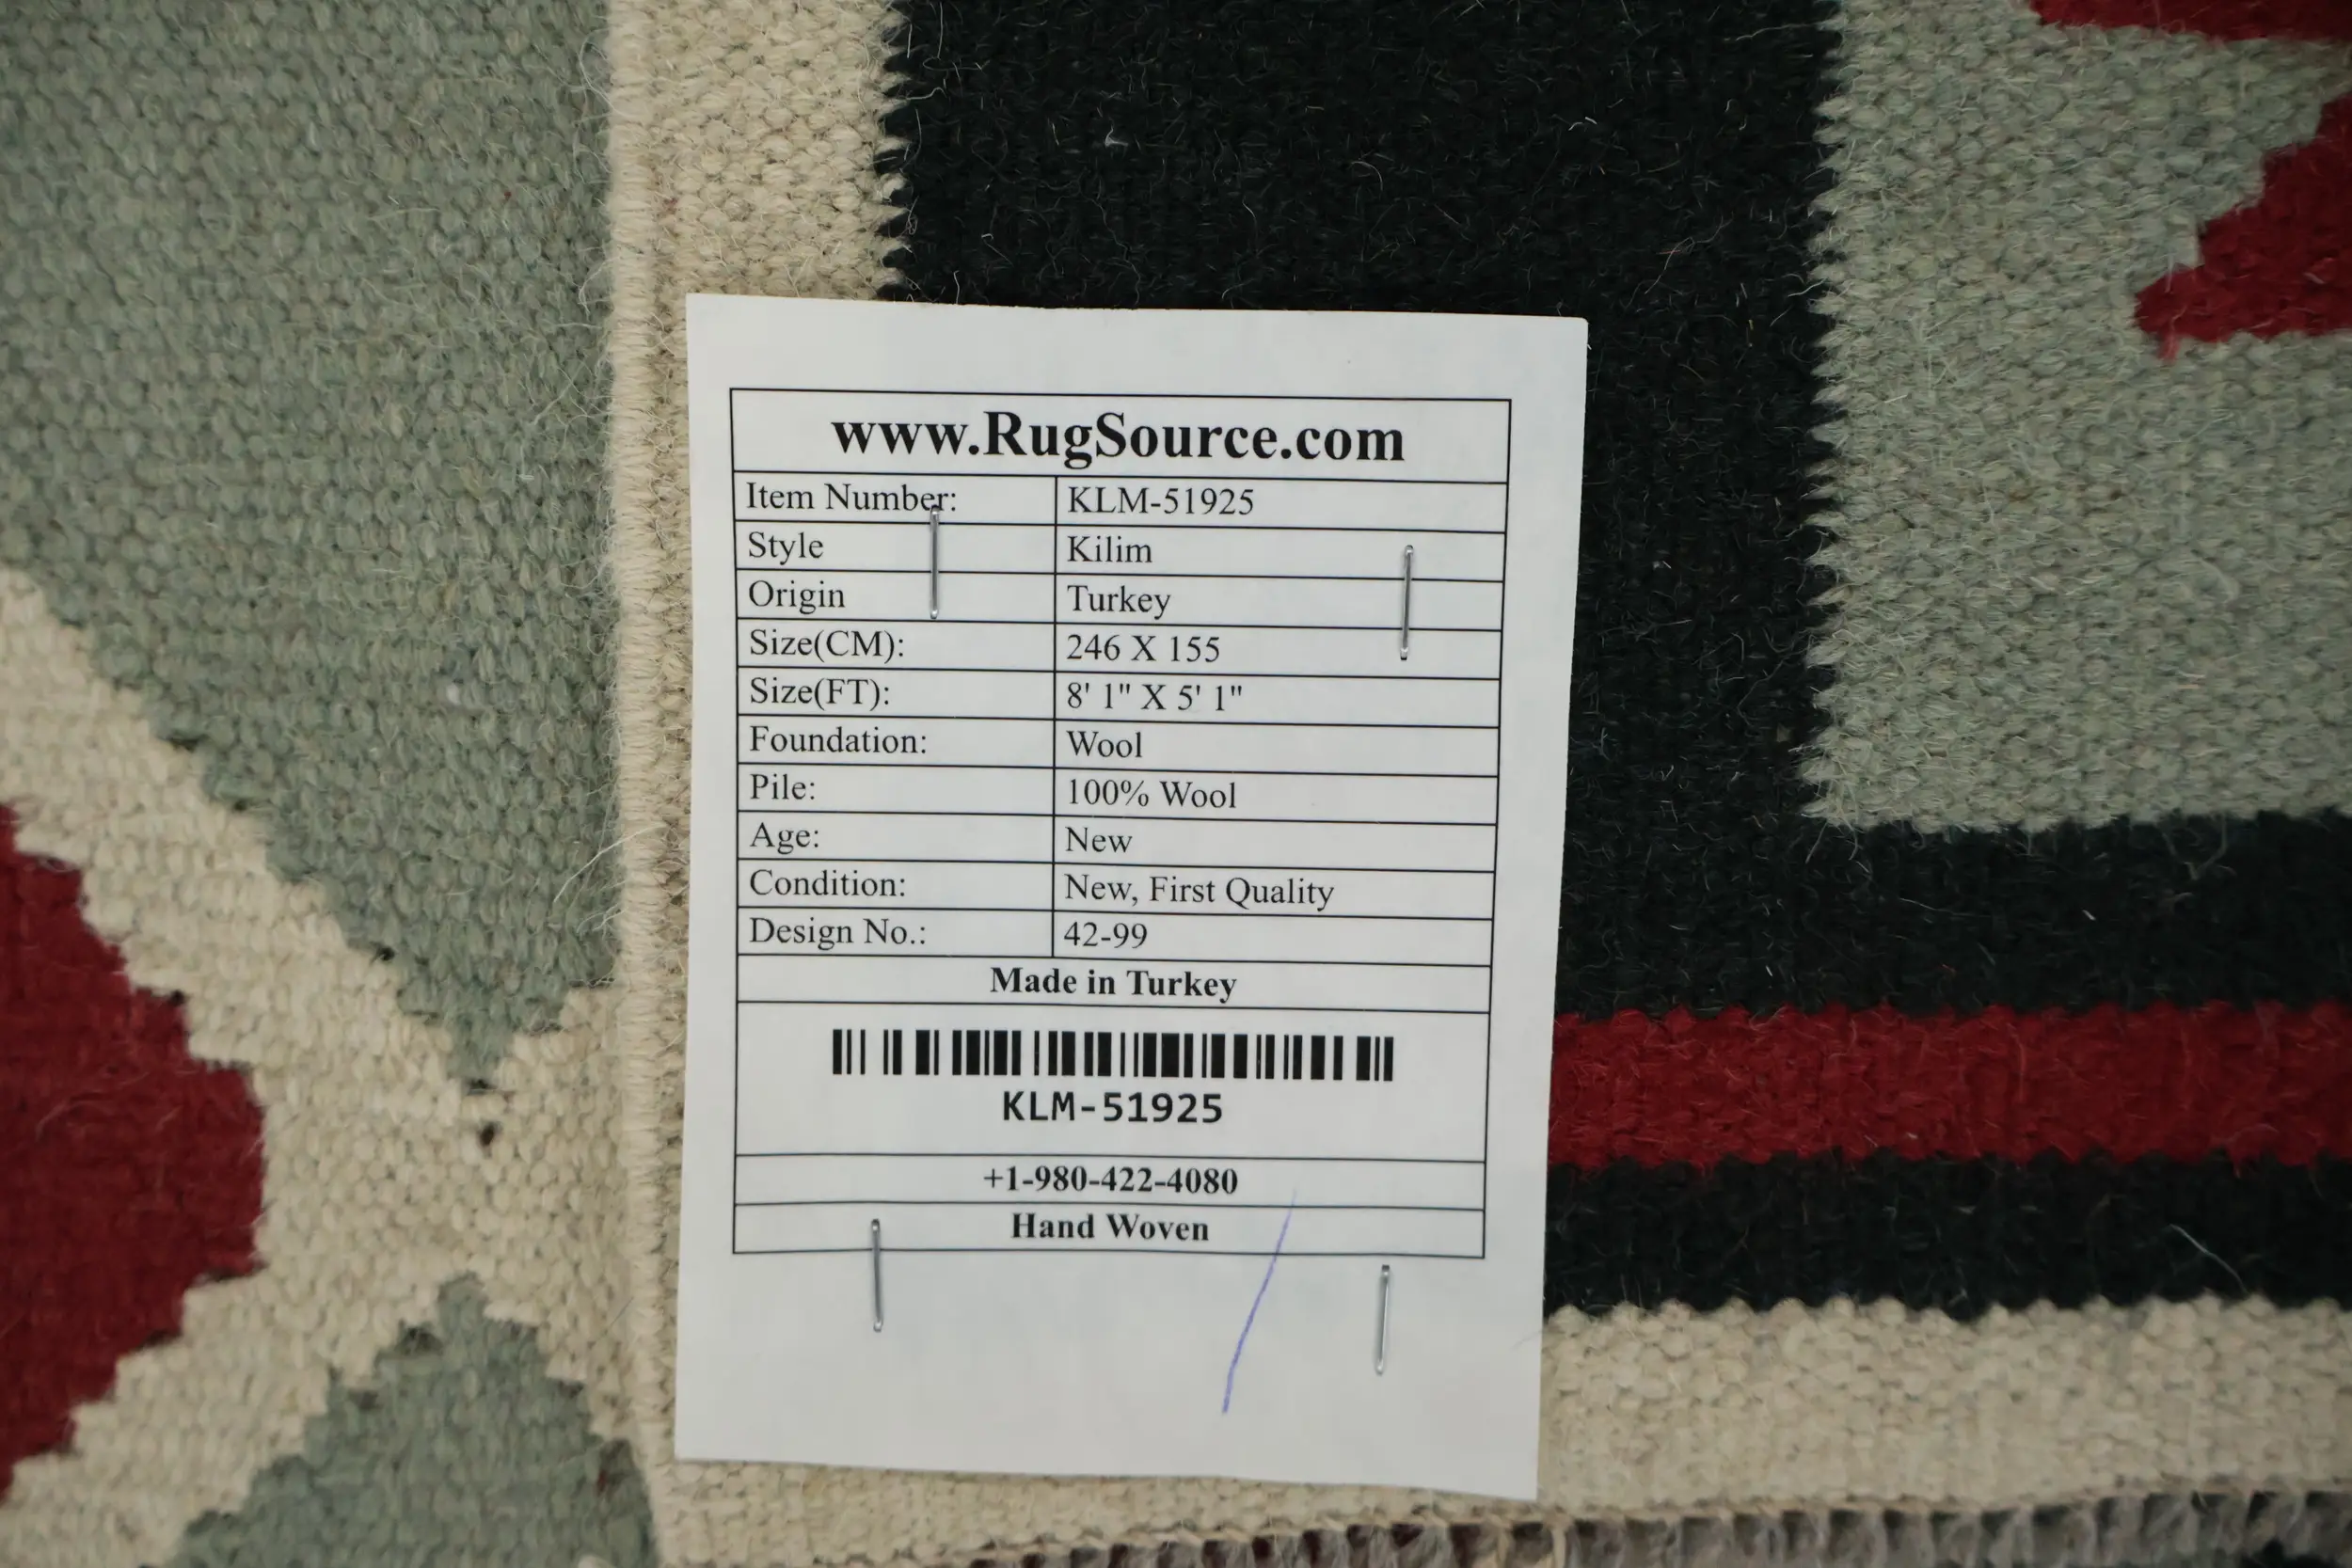 www.RugSource.com
Item Number: KLM-51925
Style Kilim
Origin Turkey
Size(CM): 246 X 155
Size(FT): 8' 1" X 5' 1"
Foundation: Wool
Pile: 100% Wool
Age: New
Condition: New, First Quality
Design No.: 42-99
Made in Turkey
KLM-51925
+1-980-422-4080
Hand Woven